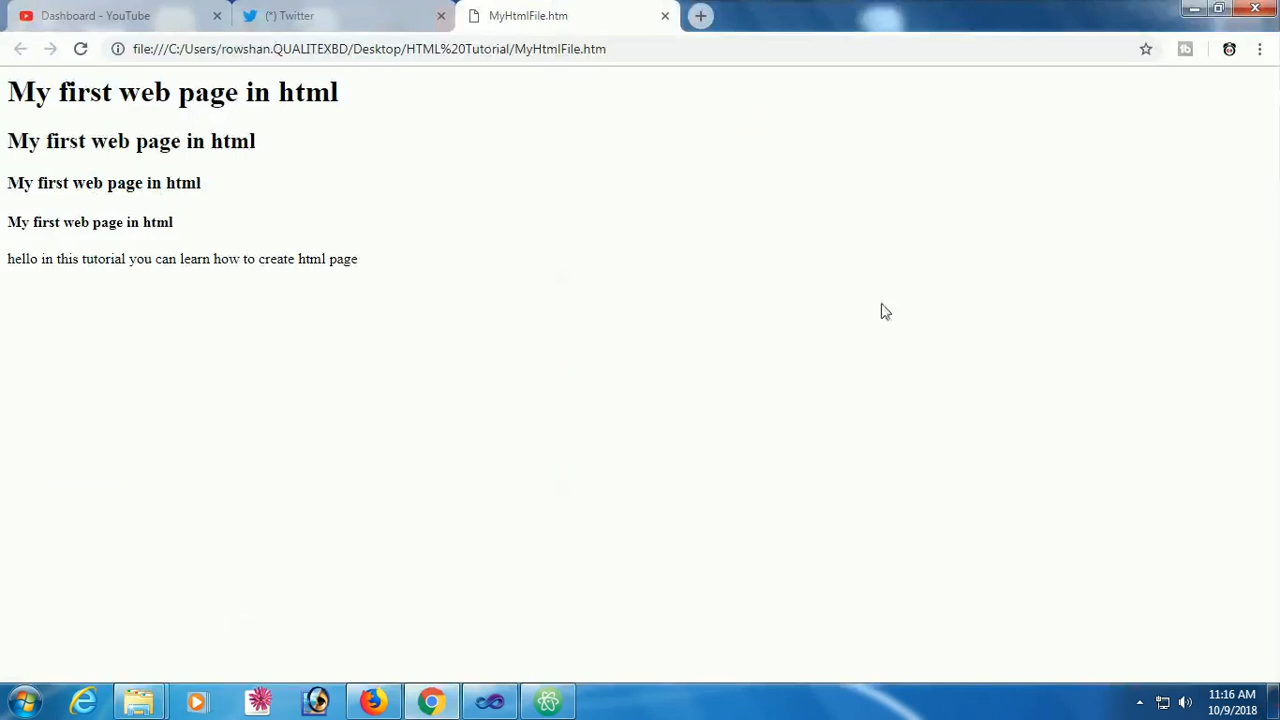 Dashboard - YouTube
(*) Twitter
MyHtmlFile.htm
file:///C:/Users/rowshan.QUALITEXBD/Desktop/HTML%20Tutorial/MyHtmlFile.htm
My first web page in html
My first web page in html
My first web page in html
My first web page in html
hello in this tutorial you can learn how to create html page
11:16 AM
10/9/2018